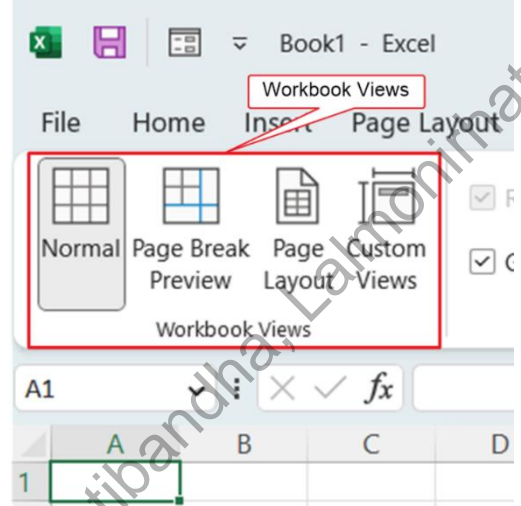 Book1 - Excel
Workbook Views
File Home Insert Page Layout
Normal Page Break Preview Page Layout Custom Views
Workbook Views
A1 fx
A B C D
1